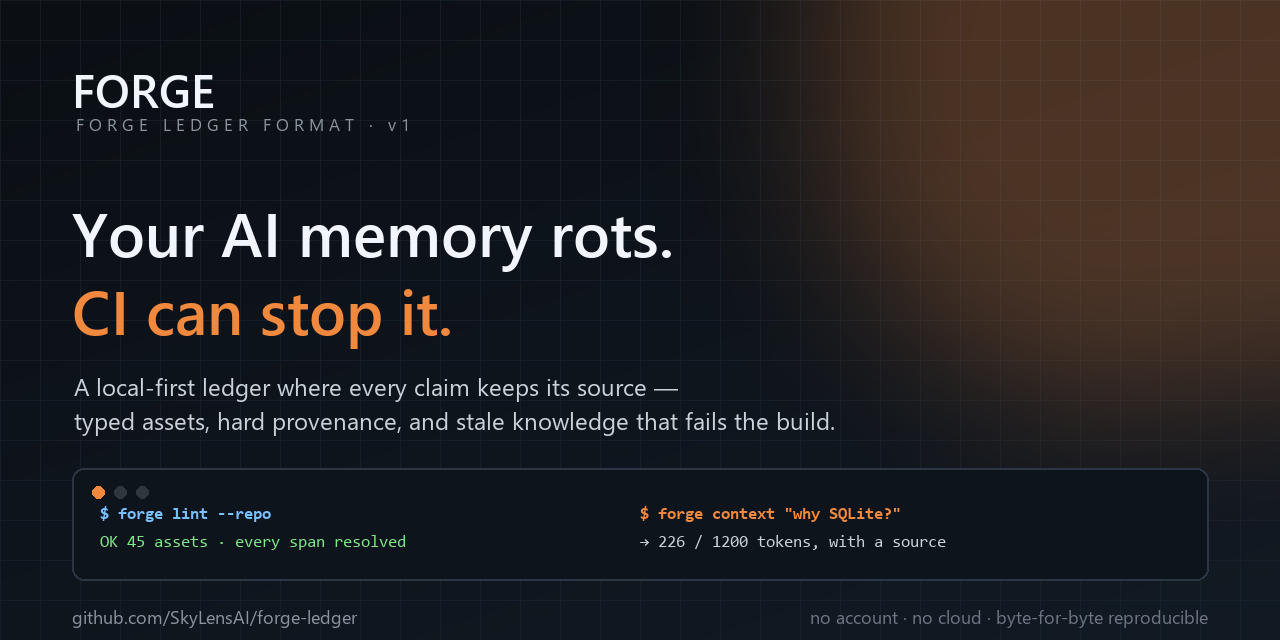 FORGE
FORGE LEDGER FORMAT · v1
Your AI memory rots.
CI can stop it.
A local-first ledger where every claim keeps its source —
typed assets, hard provenance, and stale knowledge that fails the build.
$ forge lint --repo
OK 45 assets · every span resolved
$ forge context "why SQLite?"
→ 226 / 1200 tokens, with a source
github.com/SkyLensAI/forge-ledger
no account · no cloud · byte-for-byte reproducible